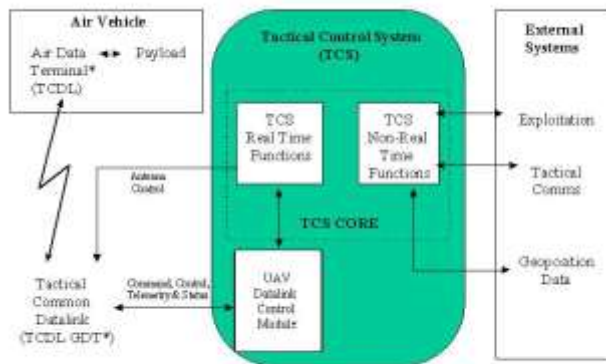 Air Vehicle
Air Data
Terminal*
(TCDL)
Payload
Tactical Control System
(TCS)
External
Systems
TCS
Real Time
Functions
TCS
Non-Real
Time
Functions
Exploitation
Tactical
Comms
Antenna
Control
TCS CORE
Geoposition
Data
Tactical
Common
Datalink
(TCDL GDT*)
Command, Control,
Telemetry & Status
UAV
Datalink
Control
Module